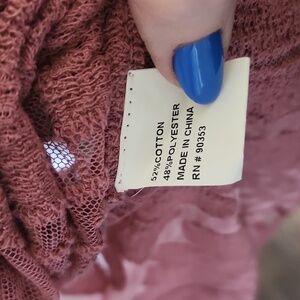 52%COTTON
48%POLYESTER
MADE IN CHINA
RN # 90353